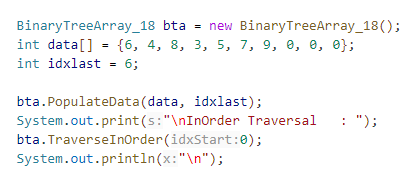 BinaryTreeArray_18 bta = new BinaryTreeArray_18();
int data[] = {6, 4, 8, 3, 5, 7, 9, 0, 0, 0};
int idxlast = 6;
bta.PopulateData(data, idxlast);
System.out.print(s:"\nInOrder Traversal   : ");
bta.TraverseInOrder(idxStart:0);
System.out.println(x:"\n");